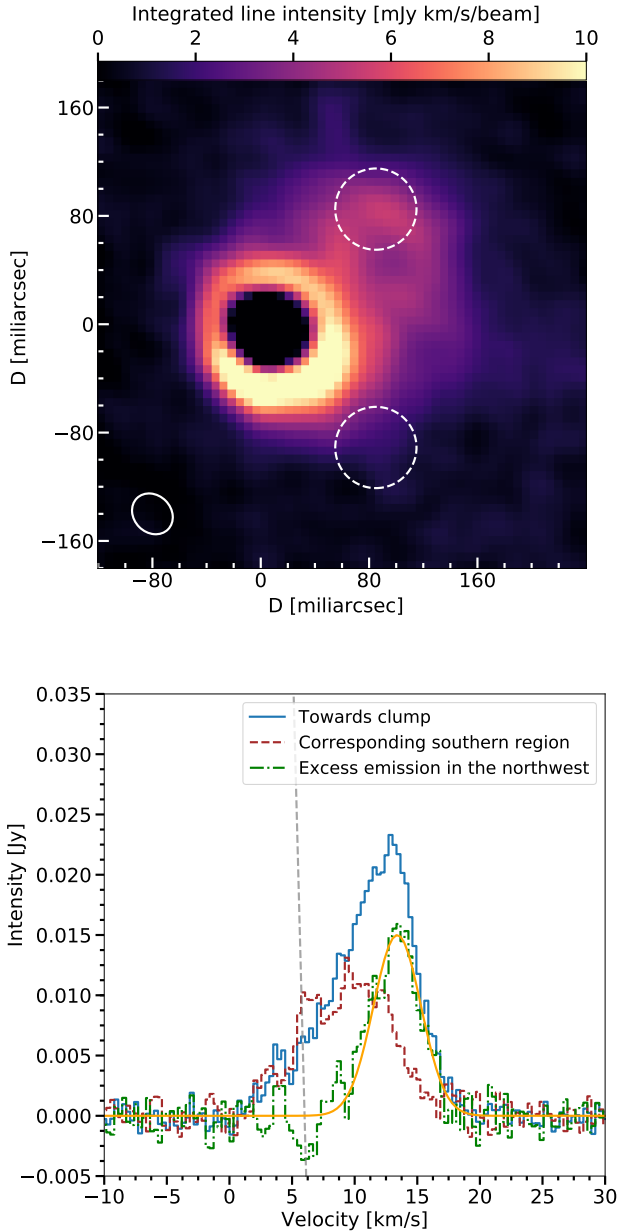 Integrated line intensity [mJy km/s/beam]
0 2 4 6 8 10
160
80
0
−80
−160
D [miliarcsec]
−80 0 80 160
D [miliarcsec]
0.035
0.030
0.025
0.020
0.015
0.010
0.005
0.000
−0.005
Intensity [Jy]
Towards clump
Corresponding southern region
Excess emission in the northwest
−10 −5 0 5 10 15 20 25 30
Velocity [km/s]